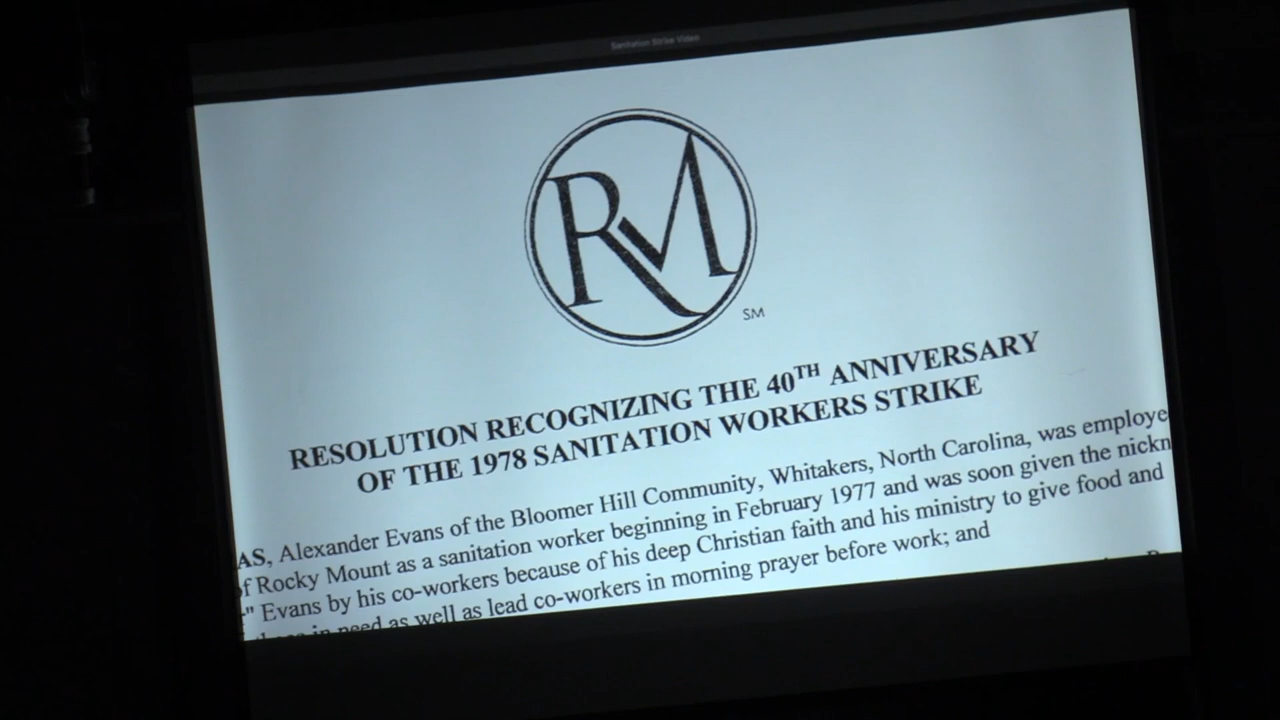 Sanitation Strike Video
RM
SM
RESOLUTION RECOGNIZING THE 40TH ANNIVERSARY
OF THE 1978 SANITATION WORKERS STRIKE
AS, Alexander Evans of the Bloomer Hill Community, Whitakers, North Carolina, was employe
f Rocky Mount as a sanitation worker beginning in February 1977 and was soon given the nickn
" Evans by his co-workers because of his deep Christian faith and his ministry to give food and
in need as well as lead co-workers in morning prayer before work; and